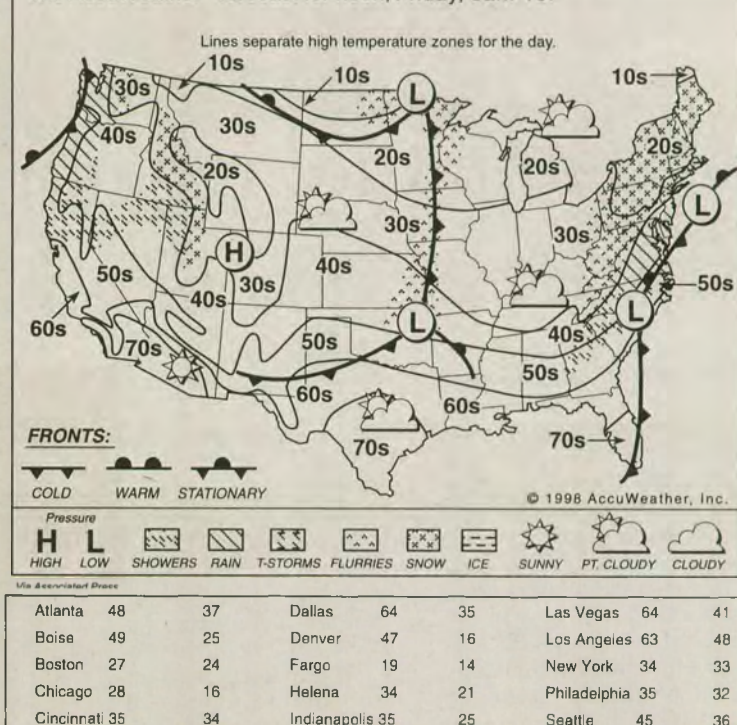 Lines separate high temperature zones for the day.
10s 10s 10s
30s 30s
40s 20s 20s 20s
20s
30s 30s
H L
50s 40s 30s 40s 50s
60s 40s L L
70s 50s 50s
60s 60s
70s 70s
FRONTS:
COLD WARM STATIONARY
© 1998 AccuWeather, Inc.
Pressure
H L
HIGH LOW SHOWERS RAIN T-STORMS FLURRIES SNOW ICE SUNNY PT. CLOUDY CLOUDY
Via Associated Press
Atlanta 48 37 Dallas 64 35 Las Vegas 64 41
Boise 49 25 Denver 47 16 Los Angeles 63 48
Boston 27 24 Fargo 19 14 New York 34 33
Chicago 28 16 Helena 34 21 Philadelphia 35 32
Cincinnati 35 34 Indianapolis 35 25 Seattle 45 36